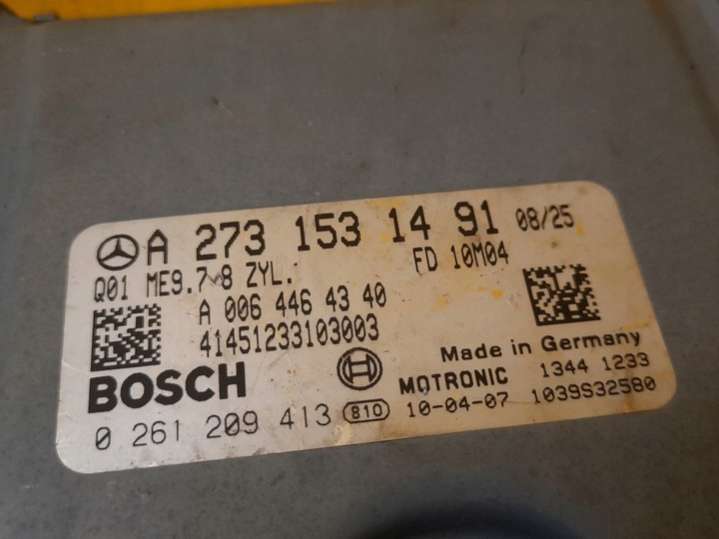 A 273 153 14 91 08/25
Q01 ME9.7-8 ZYL. FD 10M04
A 006 446 43 40
41451233103003
BOSCH MOTRONIC Made in Germany
1344 1233
0 261 209 413 810 10-04-07 1039S32580